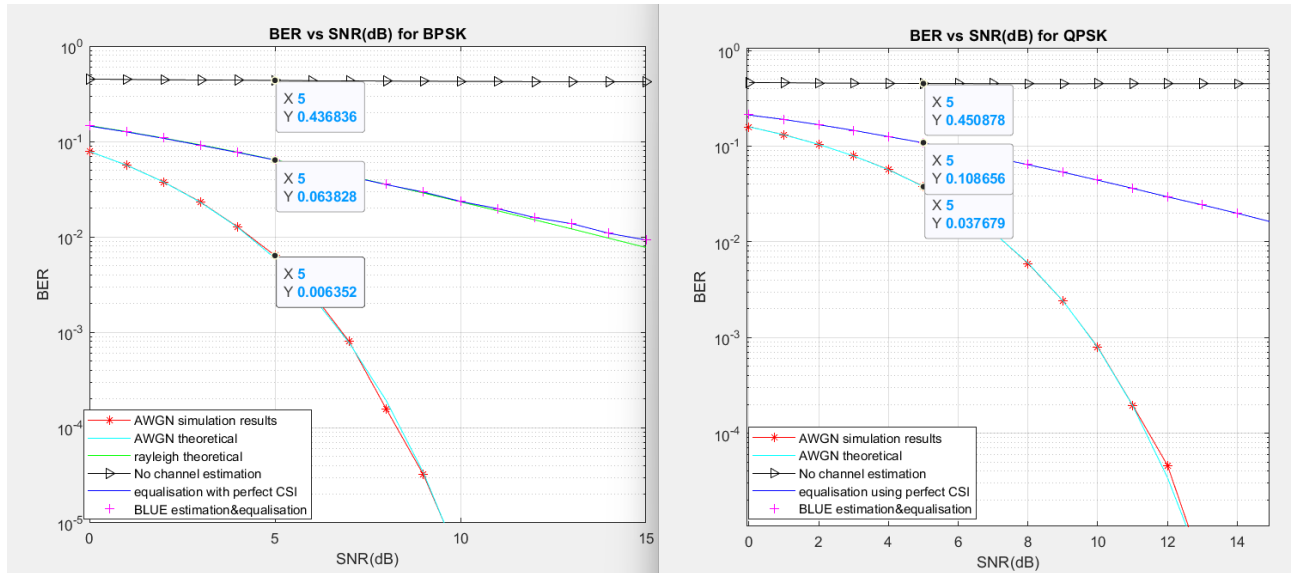 BER vs SNR(dB) for BPSK
10^0
10^-1
10^-2
10^-3
10^-4
10^-5
BER
X 5
Y 0.436836
X 5
Y 0.063828
X 5
Y 0.006352
AWGN simulation results
AWGN theoretical
rayleigh theoretical
No channel estimation
equalisation with perfect CSI
BLUE estimation&equalisation
0 5 10 15
SNR(dB)
BER vs SNR(dB) for QPSK
10^0
10^-1
10^-2
10^-3
10^-4
BER
X 5
Y 0.450878
X 5
Y 0.108656
X 5
Y 0.037679
AWGN simulation results
AWGN theoretical
No channel estimation
equalisation using perfect CSI
BLUE estimation&equalisation
0 2 4 6 8 10 12 14
SNR(dB)